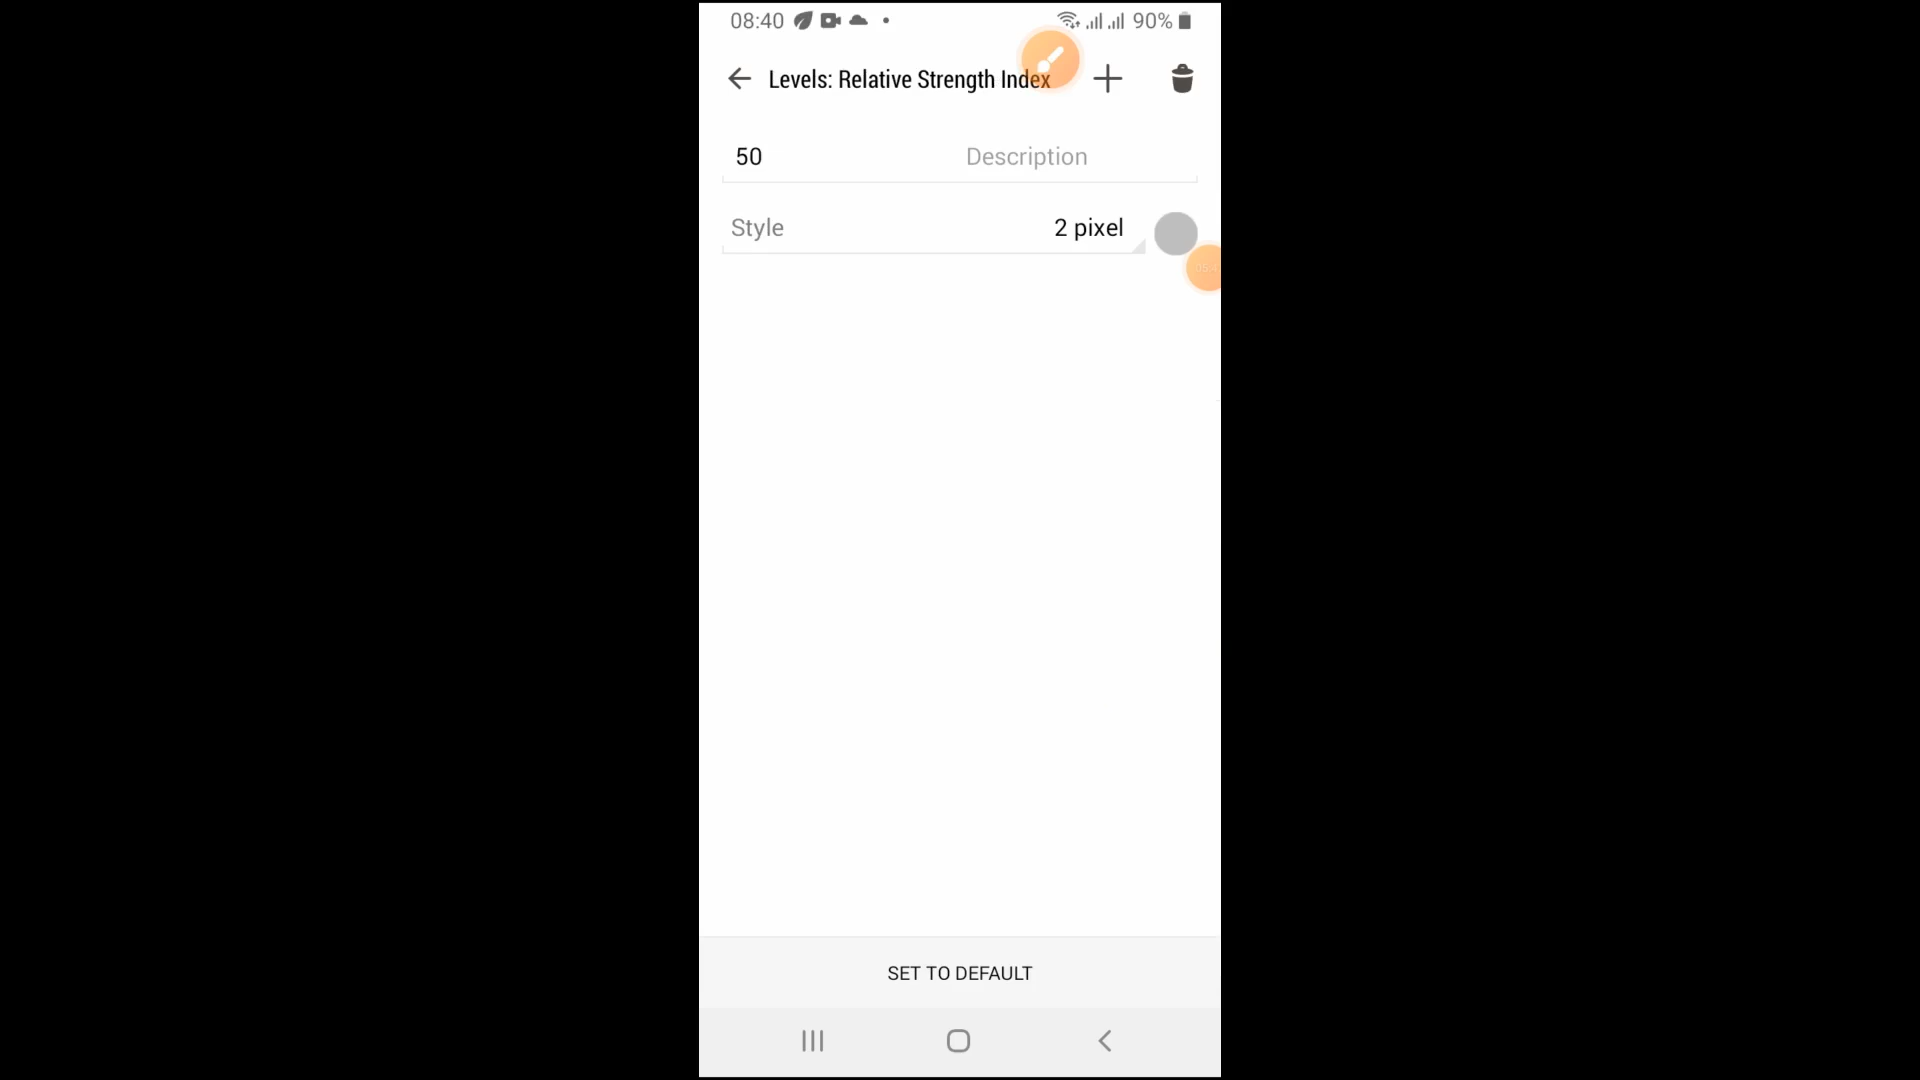 08:40 90%
Levels: Relative Strength Index
50 Description
Style 2 pixel
SET TO DEFAULT